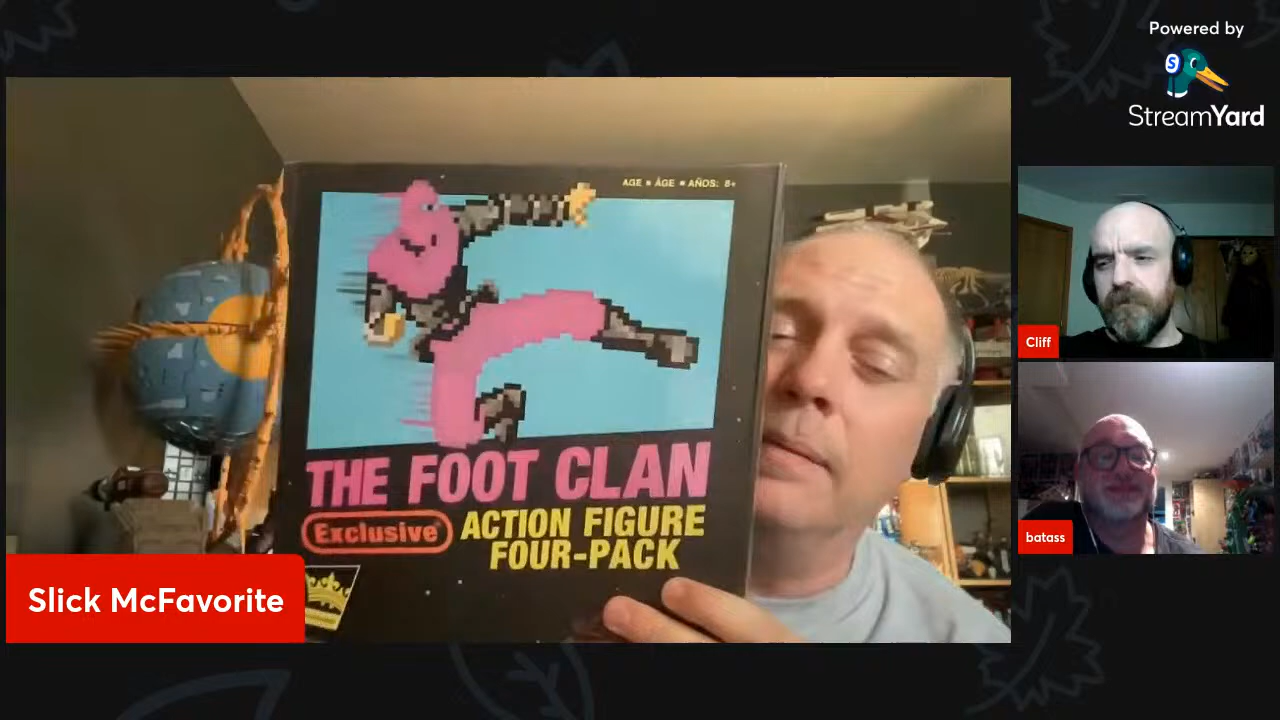 Powered by
StreamYard
AGE ■ ÂGE ■ AÑOS: 8+
THE FOOT CLAN
Exclusive
ACTION FIGURE
FOUR-PACK
Slick McFavorite
Cliff
batass